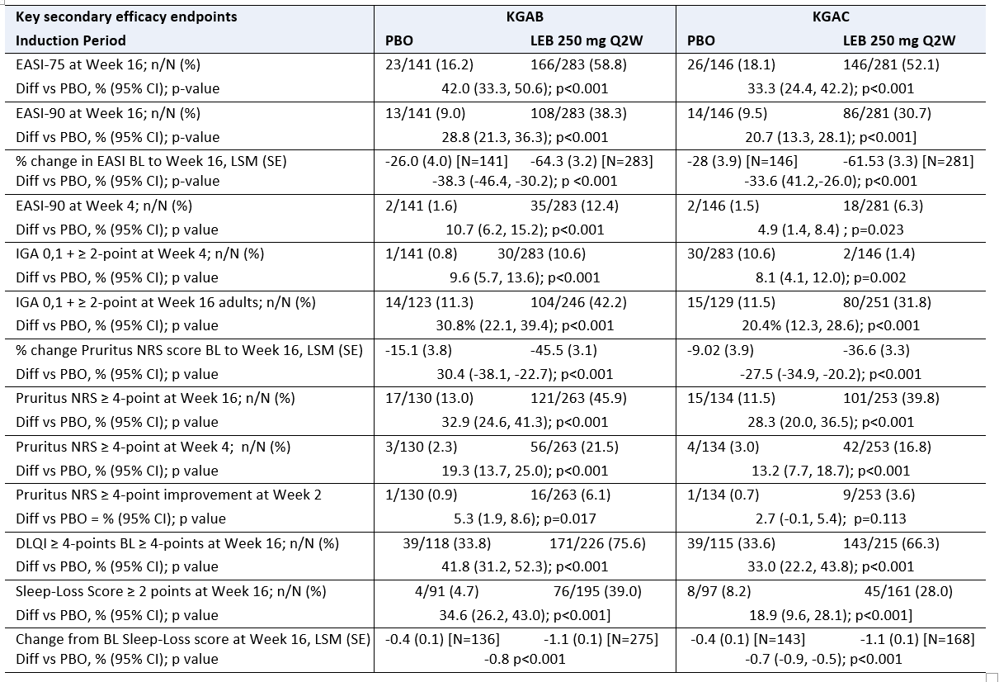 Key secondary efficacy endpoints KGAB KGAC
Induction Period PBO LEB 250 mg Q2W PBO LEB 250 mg Q2W
EASI-75 at Week 16; n/N (%) 23/141 (16.2) 166/283 (58.8) 26/146 (18.1) 146/281 (52.1)
Diff vs PBO, % (95% CI); p-value 42.0 (33.3, 50.6); p<0.001 33.3 (24.4, 42.2); p<0.001
EASI-90 at Week 16; n/N (%) 13/141 (9.0) 108/283 (38.3) 14/146 (9.5) 86/281 (30.7)
Diff vs PBO, % (95% CI); p-value 28.8 (21.3, 36.3); p<0.001 20.7 (13.3, 28.1); p<0.001]
% change in EASI BL to Week 16, LSM (SE) -26.0 (4.0) [N=141] -64.3 (3.2) [N=283] -28 (3.9) [N=146] -61.53 (3.3) [N=281]
Diff vs PBO, % (95% CI); p-value -38.3 (-46.4, -30.2); p <0.001 -33.6 (41.2,-26.0); p<0.001
EASI-90 at Week 4; n/N (%) 2/141 (1.6) 35/283 (12.4) 2/146 (1.5) 18/281 (6.3)
Diff vs PBO, % (95% CI); p value 10.7 (6.2, 15.2); p<0.001 4.9 (1.4, 8.4) ; p=0.023
IGA 0,1 + ≥ 2-point at Week 4; n/N (%) 1/141 (0.8) 30/283 (10.6) 30/283 (10.6) 2/146 (1.4)
Diff vs PBO, % (95% CI); p value 9.6 (5.7, 13.6); p<0.001 8.1 (4.1, 12.0); p=0.002
IGA 0,1 + ≥ 2-point at Week 16 adults; n/N (%) 14/123 (11.3) 104/246 (42.2) 15/129 (11.5) 80/251 (31.8)
Diff vs PBO, % (95% CI); p value 30.8% (22.1, 39.4); p<0.001 20.4% (12.3, 28.6); p<0.001
% change Pruritus NRS score BL to Week 16, LSM (SE) -15.1 (3.8) -45.5 (3.1) -9.02 (3.9) -36.6 (3.3)
Diff vs PBO, % (95% CI); p value 30.4 (-38.1, -22.7); p<0.001 -27.5 (-34.9, -20.2); p<0.001
Pruritus NRS ≥ 4-point at Week 16; n/N (%) 17/130 (13.0) 121/263 (45.9) 15/134 (11.5) 101/253 (39.8)
Diff vs PBO, % (95% CI); p value 32.9 (24.6, 41.3); p<0.001 28.3 (20.0, 36.5); p<0.001
Pruritus NRS ≥ 4-point at Week 4; n/N (%) 3/130 (2.3) 56/263 (21.5) 4/134 (3.0) 42/253 (16.8)
Diff vs PBO, % (95% CI); p value 19.3 (13.7, 25.0); p<0.001 13.2 (7.7, 18.7); p<0.001
Pruritus NRS ≥ 4-point improvement at Week 2 1/130 (0.9) 16/263 (6.1) 1/134 (0.7) 9/253 (3.6)
Diff vs PBO = % (95% CI); p value 5.3 (1.9, 8.6); p=0.017 2.7 (-0.1, 5.4); p=0.113
DLQI ≥ 4-points BL ≥ 4-points at Week 16; n/N (%) 39/118 (33.8) 171/226 (75.6) 39/115 (33.6) 143/215 (66.3)
Diff vs PBO, % (95% CI); p value 41.8 (31.2, 52.3); p<0.001 33.0 (22.2, 43.8); p<0.001
Sleep-Loss Score ≥ 2 points at Week 16; n/N (%) 4/91 (4.7) 76/195 (39.0) 8/97 (8.2) 45/161 (28.0)
Diff vs PBO, % (95% CI); p value 34.6 (26.2, 43.0); p<0.001] 18.9 (9.6, 28.1); p<0.001]
Change from BL Sleep-Loss score at Week 16, LSM (SE) -0.4 (0.1) [N=136] -1.1 (0.1) [N=275] -0.4 (0.1) [N=143] -1.1 (0.1) [N=168]
Diff vs PBO, % (95% CI); p value -0.8 p<0.001 -0.7 (-0.9, -0.5); p<0.001